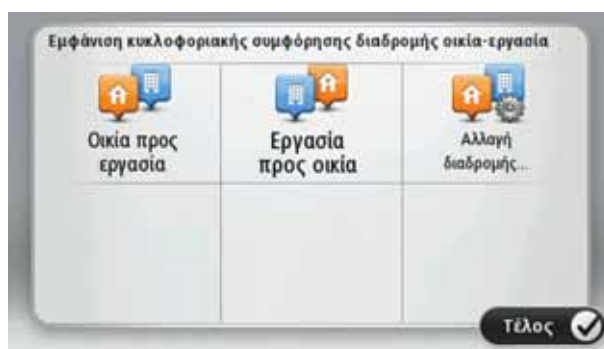 Εμφάνιση κυκλοφοριακής συμφόρησης διαδρομής οικία-εργασία
Οικία προς
εργασία
Εργασία
προς οικία
Αλλαγή
διαδρομής...
Τέλος